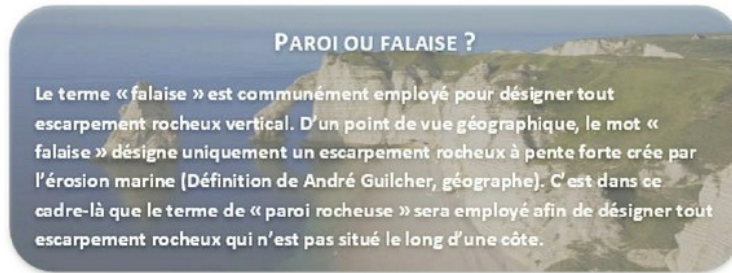 PAROI OU FALAISE ?
Le terme « falaise » est communément employé pour désigner tout
escarpement rocheux vertical. D’un point de vue géographique, le mot «
falaise » désigne uniquement un escarpement rocheux à pente forte crée par
l’érosion marine (Définition de André Guilcher, géographe). C’est dans ce
cadre-là que le terme de « paroi rocheuse » sera employé afin de désigner tout
escarpement rocheux qui n’est pas situé le long d’une côte.